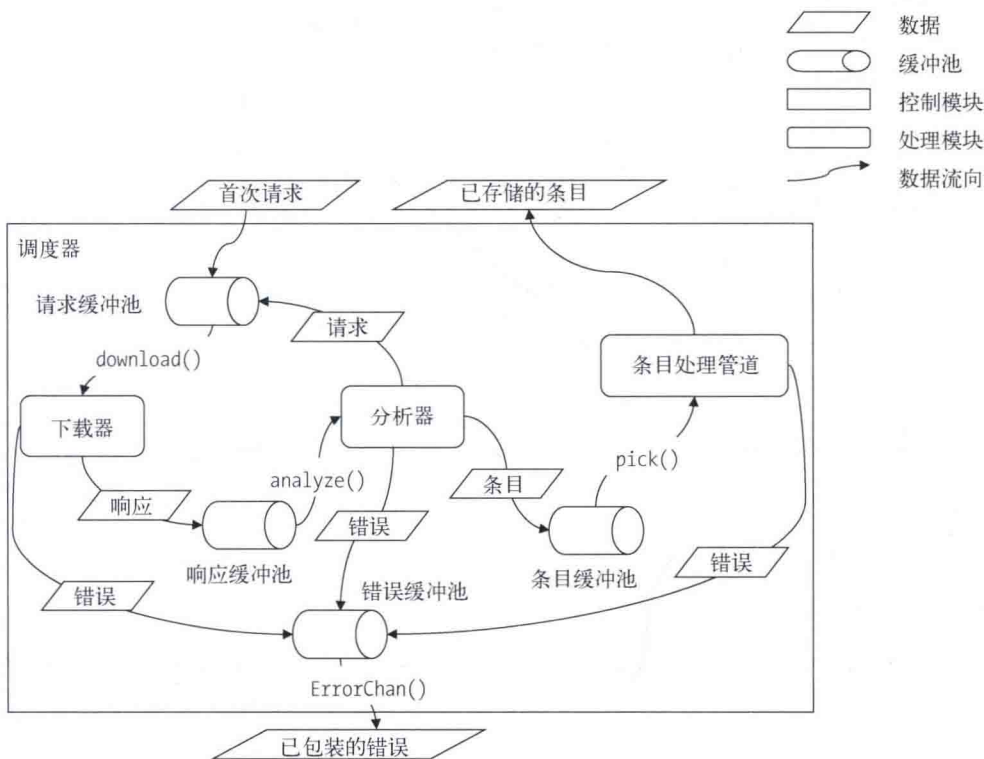 数据
缓冲池
控制模块
处理模块
数据流向
首次请求
已存储的条目
调度器
请求缓冲池
请求
download()
条目处理管道
下载器
分析器
pick()
analyze()
条目
响应
错误
错误
响应缓冲池
条目缓冲池
错误
错误缓冲池
ErrorChan()
已包装的错误